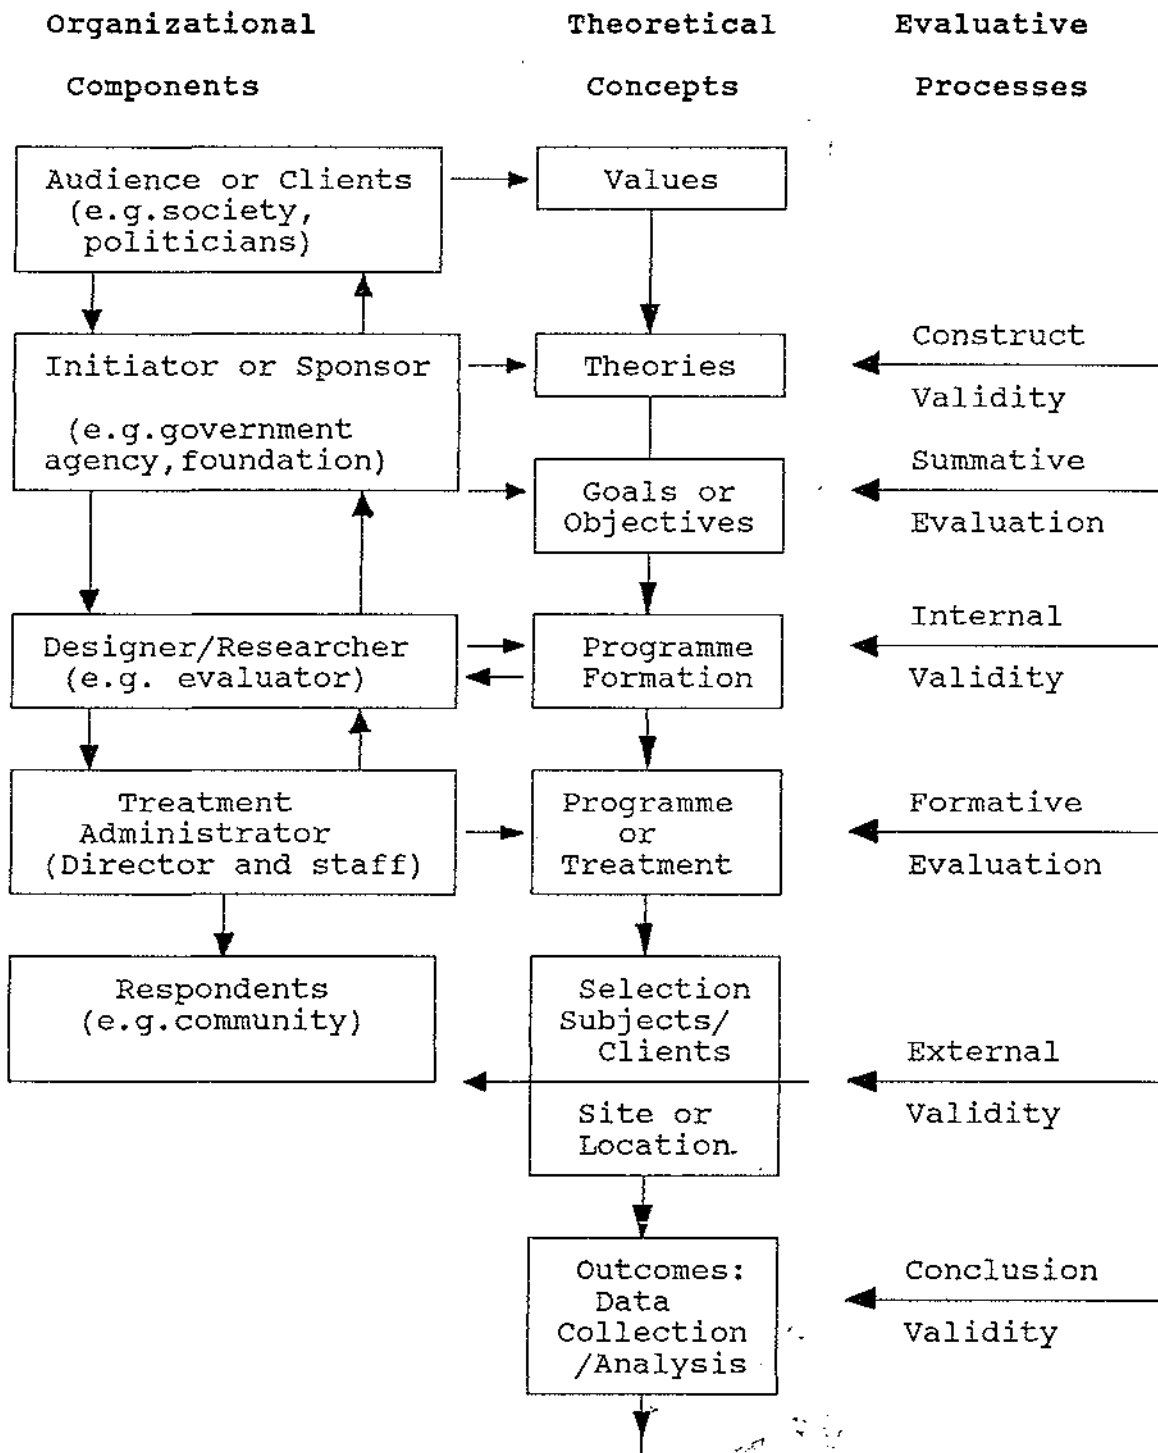 Organizational
Components
Theoretical
Concepts
Evaluative
Processes
Audience or Clients
(e.g.society,
politicians)
Values
Initiator or Sponsor
(e.g.government
agency,foundation)
Theories
Construct
Validity
Goals or
Objectives
Summative
Evaluation
Designer/Researcher
(e.g. evaluator)
Programme
Formation
Internal
Validity
Treatment
Administrator
(Director and staff)
Programme
or
Treatment
Formative
Evaluation
Respondents
(e.g.community)
Selection
Subjects/
Clients
Site or
Location
External
Validity
Outcomes:
Data
Collection
/Analysis
Conclusion
Validity